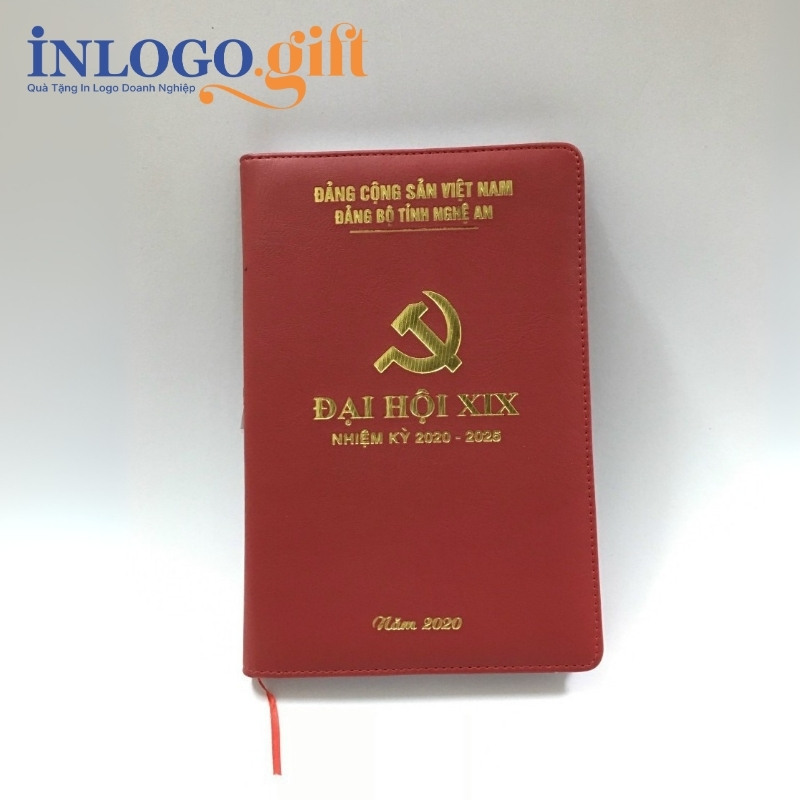 iNLOGO.gift
Quà Tặng In Logo Doanh Nghiệp
ĐẢNG CỘNG SẢN VIỆT NAM
ĐẢNG BỘ TỈNH NGHỆ AN
ĐẠI HỘI XIX
NHIỆM KỲ 2020 - 2025
Năm 2020